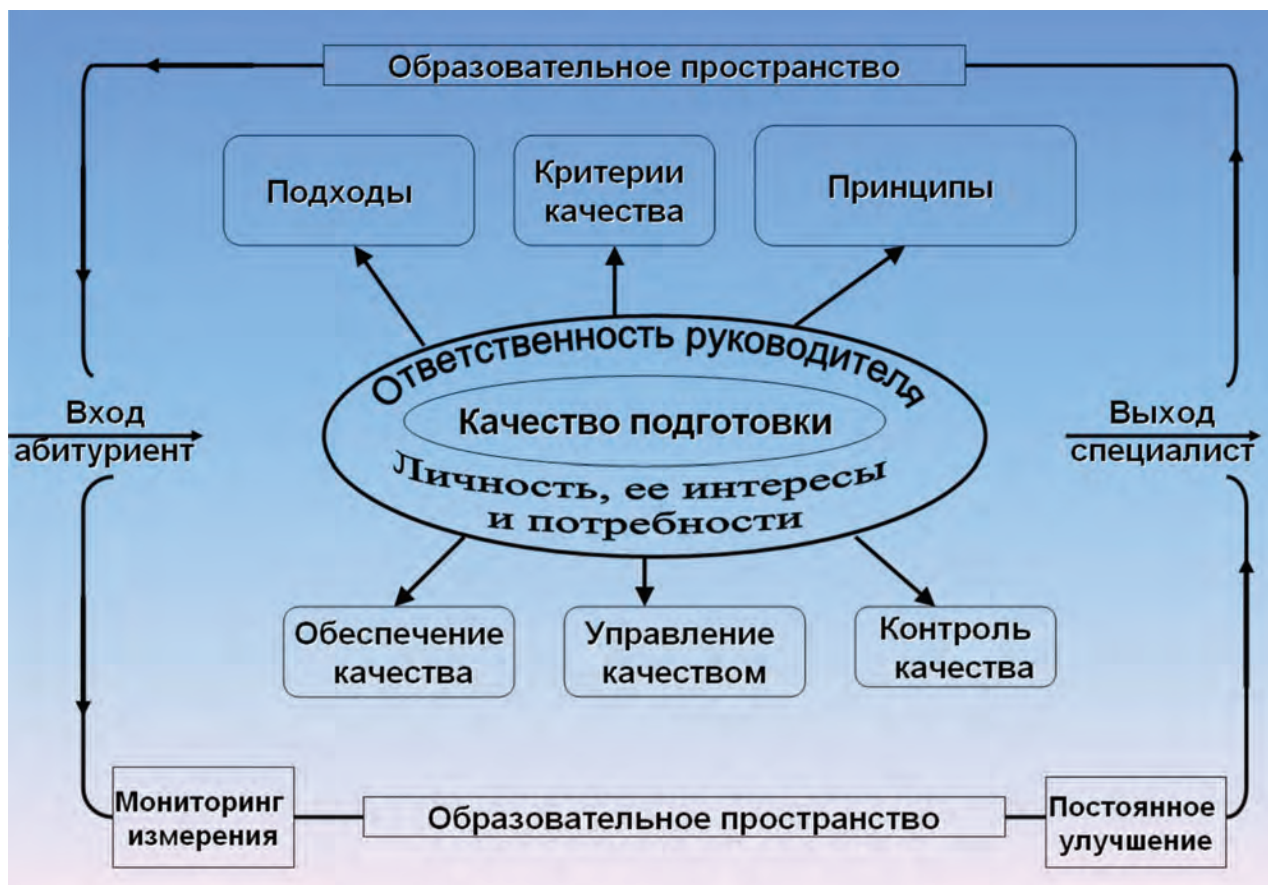 Образовательное пространство
Подходы
Критерии
качества
Принципы
Ответственность руководителя
Качество подготовки
Личность, ее интересы
и потребности
Вход
абитуриент
Выход
специалист
Обеспечение
качества
Управление
качеством
Контроль
качества
Мониторинг
измерения
Образовательное пространство
Постоянное
улучшение